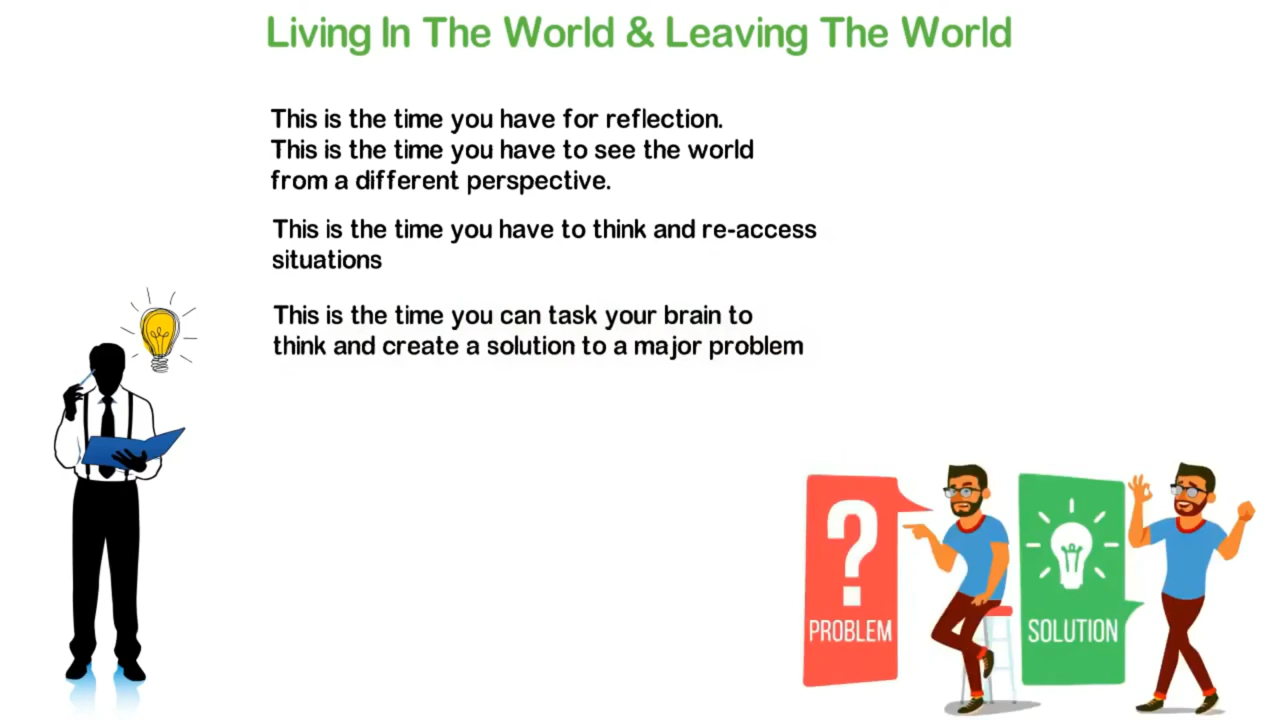 Living In The World & Leaving The World
This is the time you have for reflection.
This is the time you have to see the world
from a different perspective.
This is the time you have to think and re-access
situations
This is the time you can task your brain to
think and create a solution to a major problem
?
PROBLEM
SOLUTION